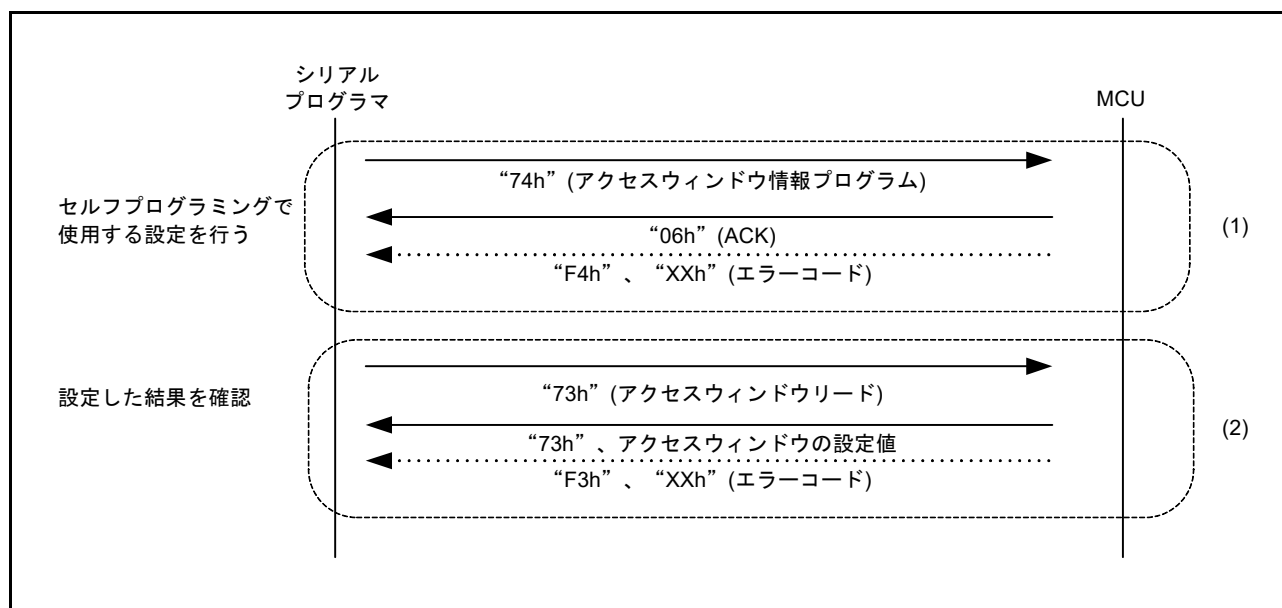 シリアル
プログラマ
MCU
“74h” (アクセスウィンドウ情報プログラム)
セルフプログラミングで
使用する設定を行う
“06h” (ACK)
(1)
“F4h” 、 “XXh” (エラーコード)
“73h” (アクセスウィンドウリード)
設定した結果を確認
“73h”、アクセスウィンドウの設定値
(2)
“F3h” 、 “XXh” (エラーコード)